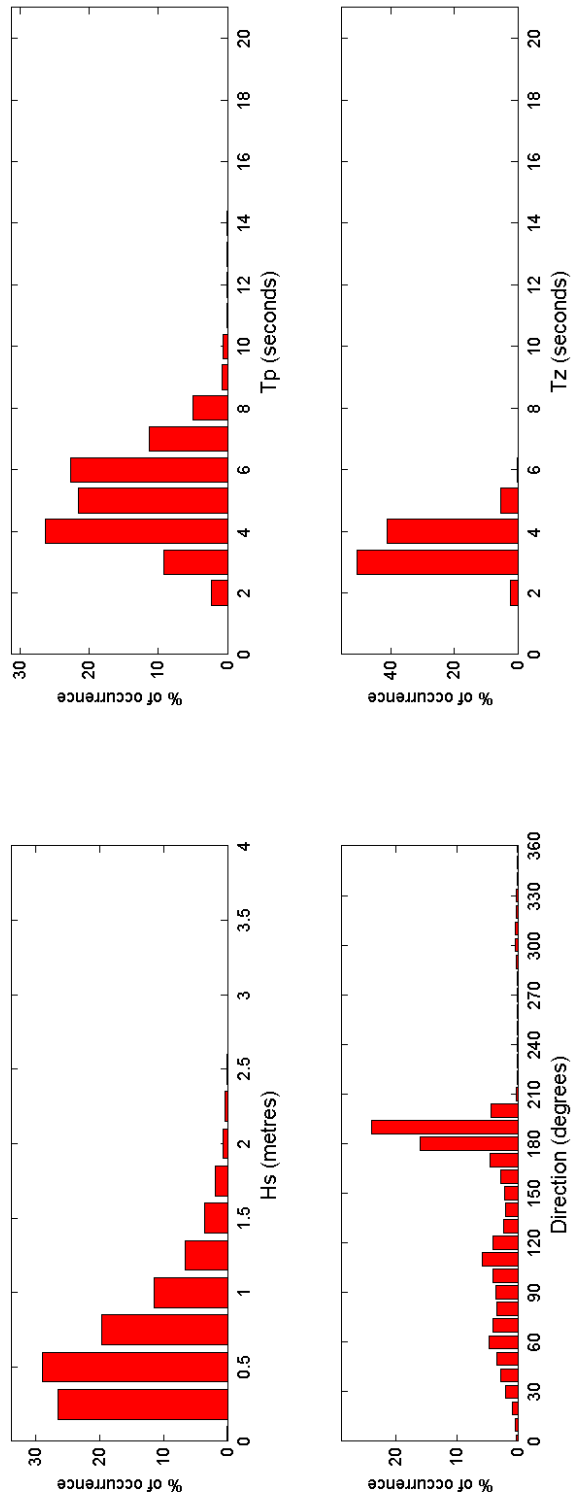 30
20
10
0
% of occurrence
0 0.5 1 1.5 2 2.5 3 3.5 4
Hs (metres)
30
20
10
0
% of occurrence
0 2 4 6 8 10 12 14 16 18 20
Tp (seconds)
20
10
0
% of occurrence
0 30 60 90 120 150 180 210 240 270 300 330 360
Direction (degrees)
40
20
0
% of occurrence
0 2 4 6 8 10 12 14 16 18 20
Tz (seconds)